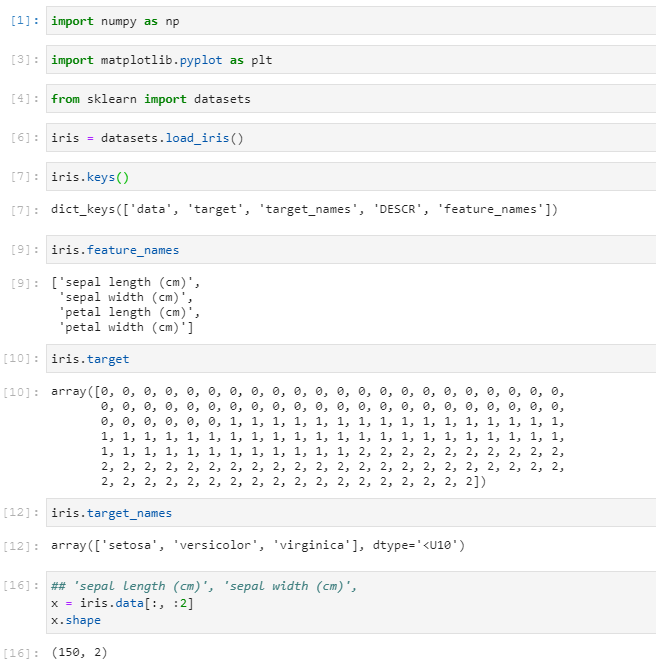 [1]: import numpy as np
[3]: import matplotlib.pyplot as plt
[4]: from sklearn import datasets
[6]: iris = datasets.load_iris()
[7]: iris.keys()
[7]: dict_keys(['data', 'target', 'target_names', 'DESCR', 'feature_names'])
[9]: iris.feature_names
[9]: ['sepal length (cm)',
'sepal width (cm)',
'petal length (cm)',
'petal width (cm)']
[10]: iris.target
[10]: array([0, 0, 0, 0, 0, 0, 0, 0, 0, 0, 0, 0, 0, 0, 0, 0, 0, 0, 0, 0, 0, 0,
0, 0, 0, 0, 0, 0, 0, 0, 0, 0, 0, 0, 0, 0, 0, 0, 0, 0, 0, 0, 0, 0,
0, 0, 0, 0, 0, 0, 1, 1, 1, 1, 1, 1, 1, 1, 1, 1, 1, 1, 1, 1, 1, 1,
1, 1, 1, 1, 1, 1, 1, 1, 1, 1, 1, 1, 1, 1, 1, 1, 1, 1, 1, 1, 1, 1,
1, 1, 1, 1, 1, 1, 1, 1, 1, 1, 1, 1, 2, 2, 2, 2, 2, 2, 2, 2, 2, 2,
2, 2, 2, 2, 2, 2, 2, 2, 2, 2, 2, 2, 2, 2, 2, 2, 2, 2, 2, 2, 2, 2,
2, 2, 2, 2, 2, 2, 2, 2, 2, 2, 2, 2, 2, 2, 2, 2, 2, 2])
[12]: iris.target_names
[12]: array(['setosa', 'versicolor', 'virginica'], dtype='<U10')
[16]: ## 'sepal length (cm)', 'sepal width (cm)',
x = iris.data[:, :2]
x.shape
[16]: (150, 2)